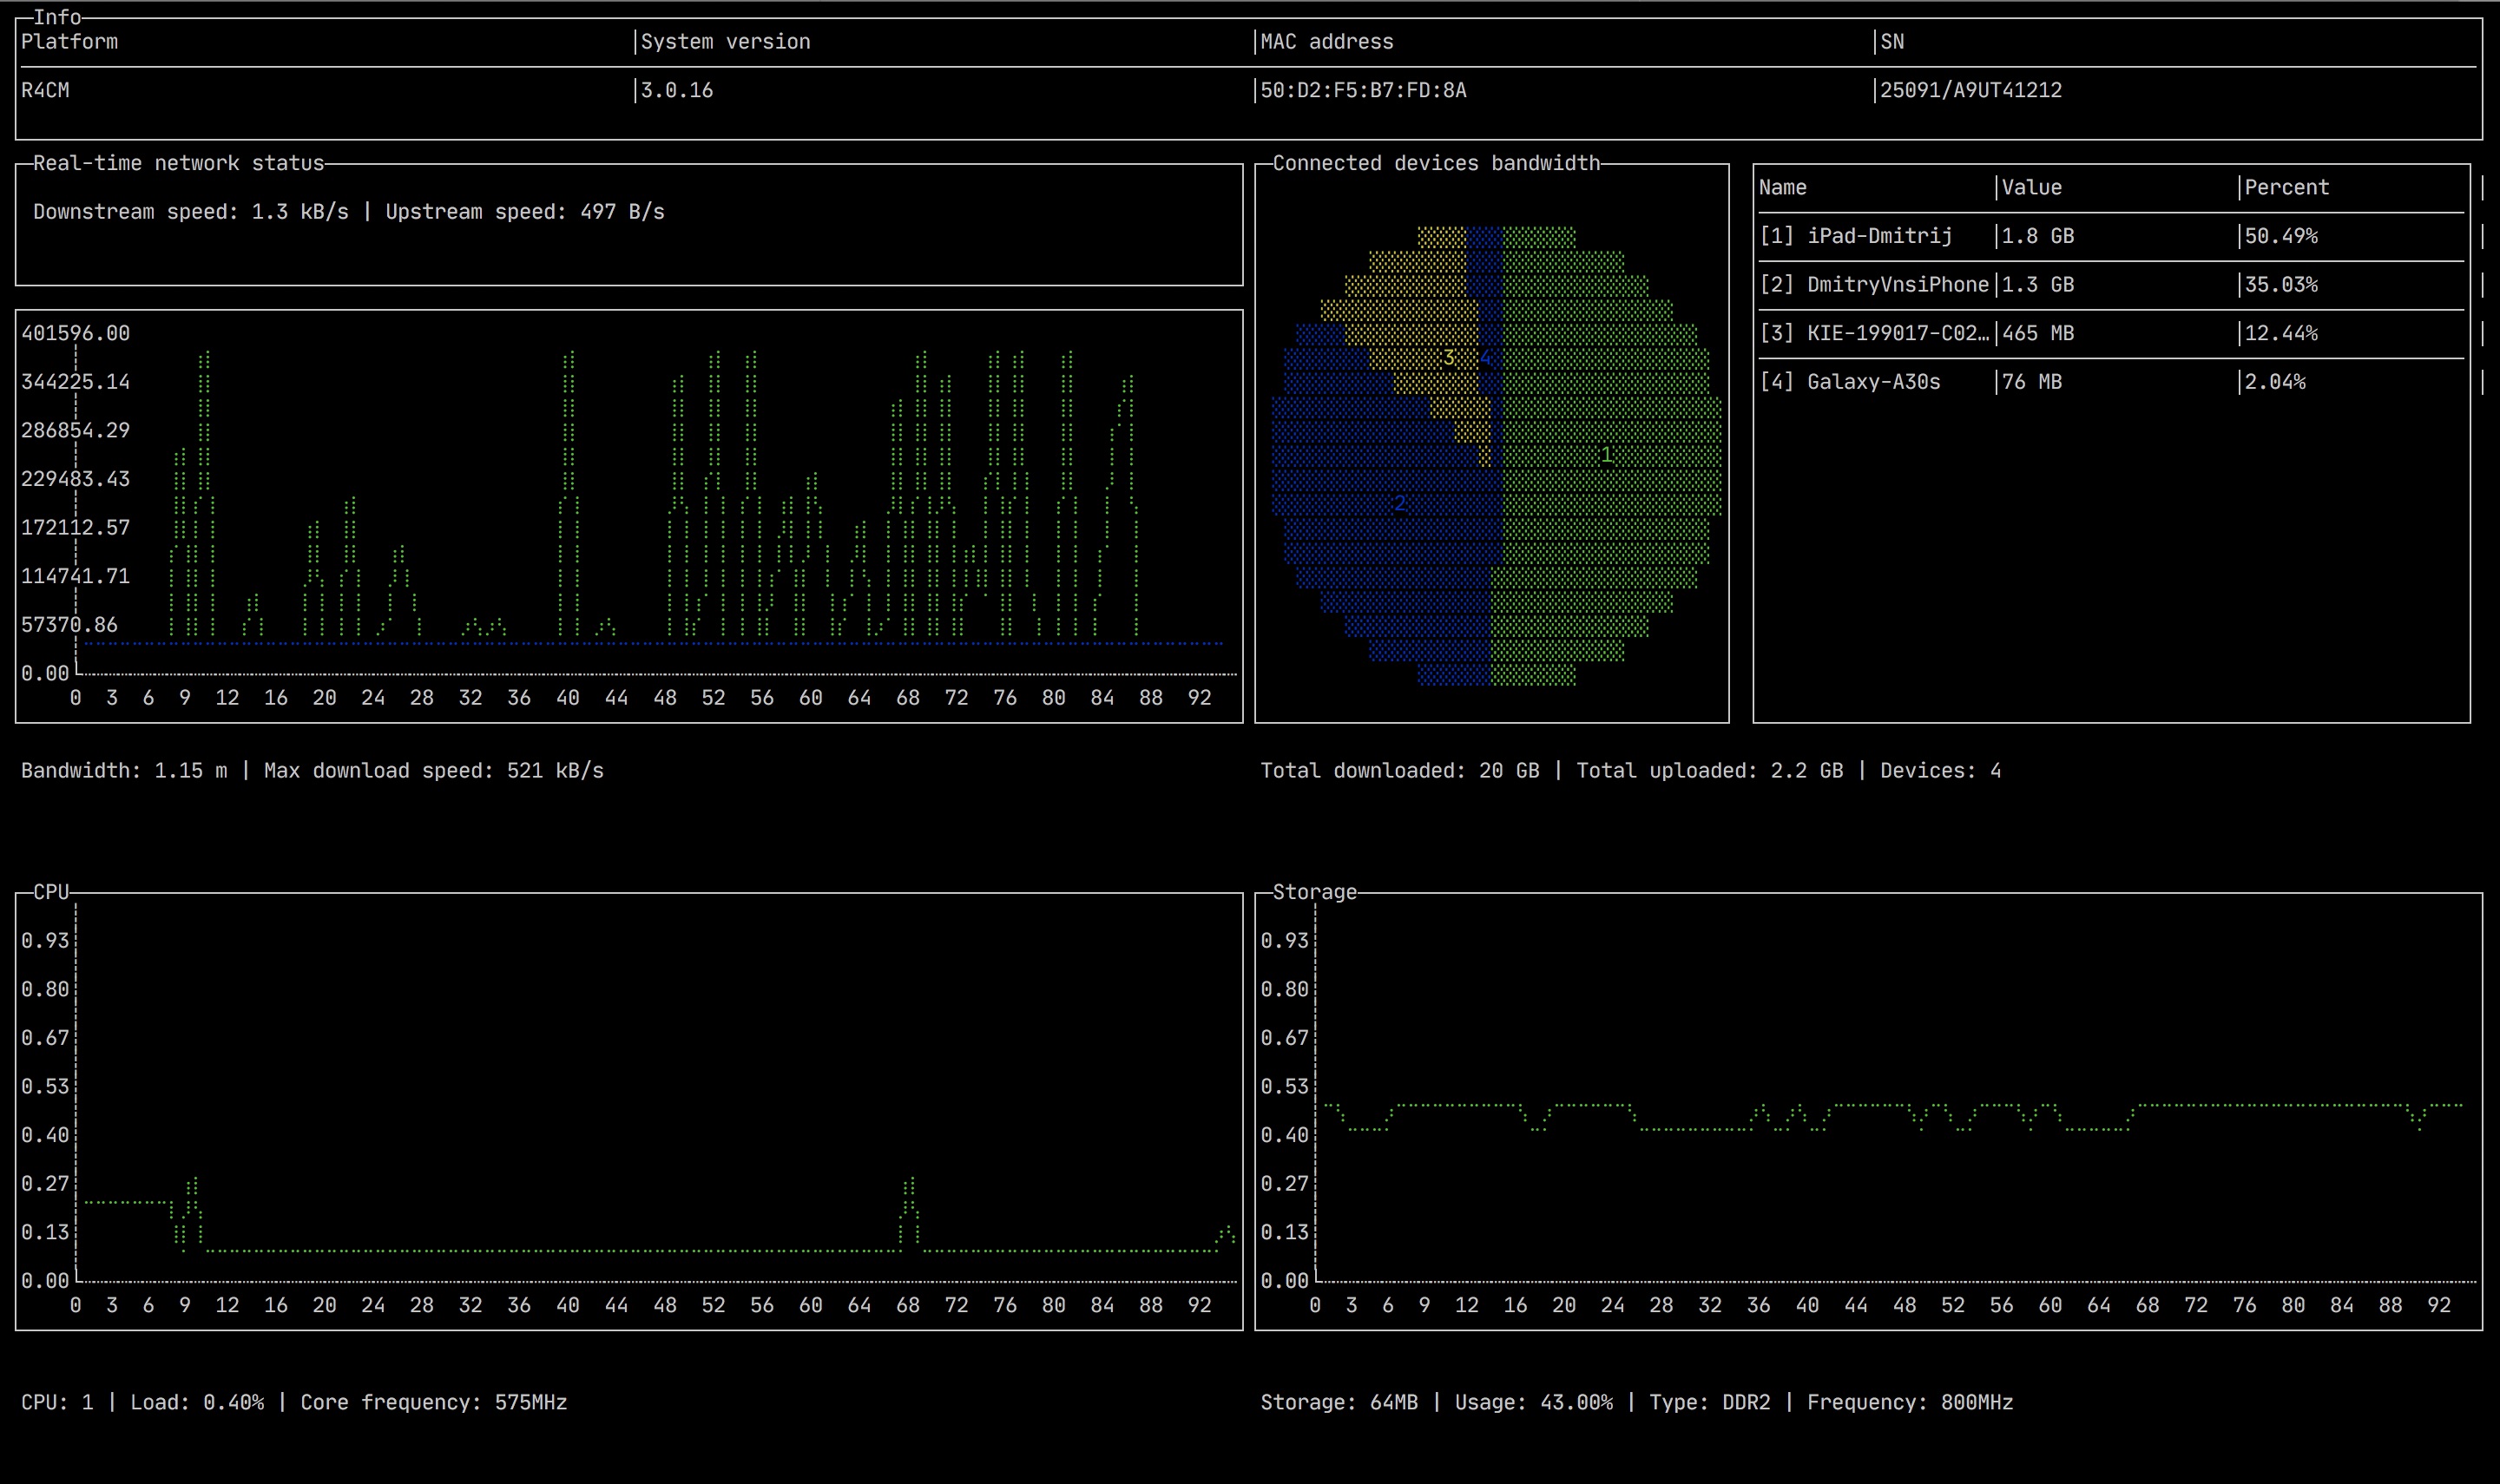 Info
Platform |System version |MAC address |SN
R4CM |3.0.16 |50:D2:F5:B7:FD:8A |25091/A9UT41212
Real-time network status
Downstream speed: 1.3 kB/s | Upstream speed: 497 B/s
401596.00
344225.14
286854.29
229483.43
172112.57
114741.71
57370.86
0.00
0 3 6 9 12 16 20 24 28 32 36 40 44 48 52 56 60 64 68 72 76 80 84 88 92
Bandwidth: 1.15 m | Max download speed: 521 kB/s
Connected devices bandwidth
3 4
1
2
Name |Value |Percent |
[1] iPad-Dmitrij |1.8 GB |50.49% |
[2] DmitryVnsiPhone|1.3 GB |35.03% |
[3] KIE-199017-C02…|465 MB |12.44% |
[4] Galaxy-A30s |76 MB |2.04% |
Total downloaded: 20 GB | Total uploaded: 2.2 GB | Devices: 4
CPU
0.93
0.80
0.67
0.53
0.40
0.27
0.13
0.00
0 3 6 9 12 16 20 24 28 32 36 40 44 48 52 56 60 64 68 72 76 80 84 88 92
CPU: 1 | Load: 0.40% | Core frequency: 575MHz
Storage
0.93
0.80
0.67
0.53
0.40
0.27
0.13
0.00
0 3 6 9 12 16 20 24 28 32 36 40 44 48 52 56 60 64 68 72 76 80 84 88 92
Storage: 64MB | Usage: 43.00% | Type: DDR2 | Frequency: 800MHz